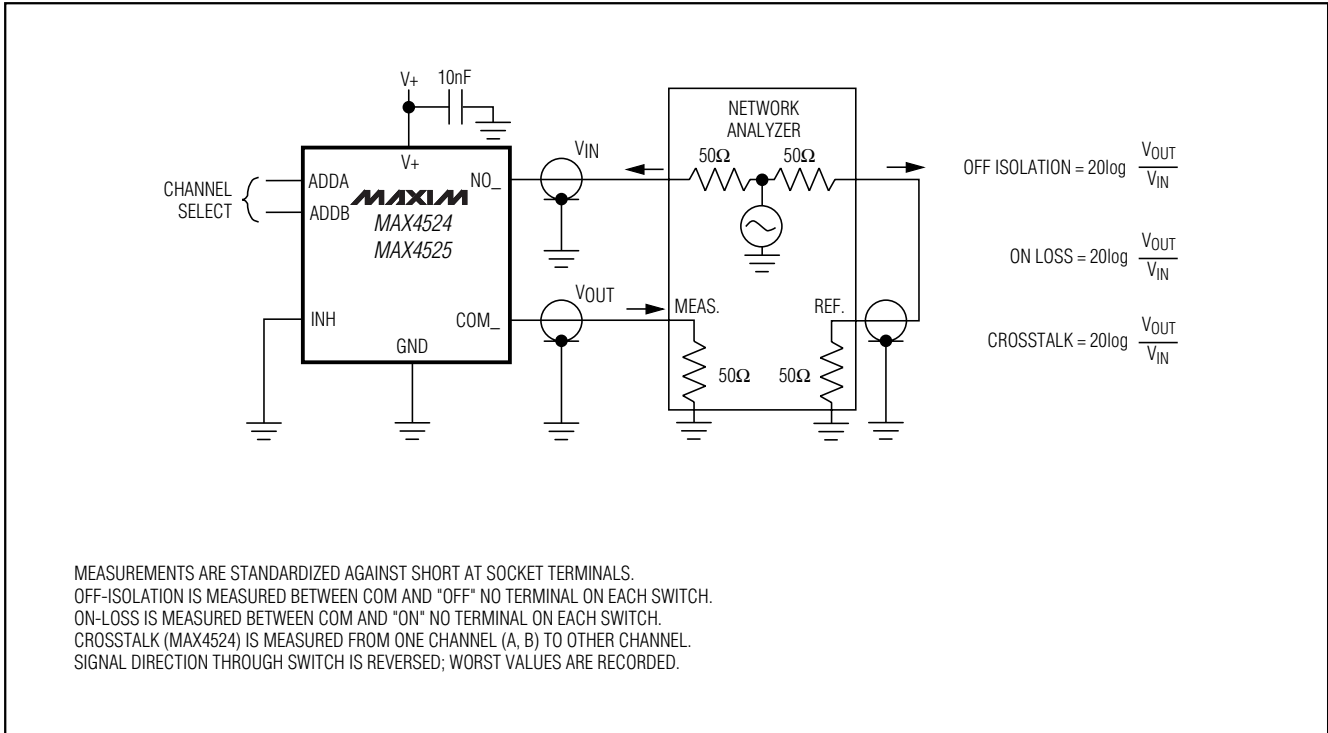 V+
10nF
V+
CHANNEL
SELECT
ADDA
ADDB
MAXIM
MAX4524
MAX4525
NO_
INH
COM_
GND
VIN
VOUT
NETWORK
ANALYZER
50Ω
50Ω
MEAS.
REF.
50Ω
50Ω
OFF ISOLATION = 20log VOUT
VIN
ON LOSS = 20log VOUT
VIN
CROSSTALK = 20log VOUT
VIN
MEASUREMENTS ARE STANDARDIZED AGAINST SHORT AT SOCKET TERMINALS.
OFF-ISOLATION IS MEASURED BETWEEN COM AND "OFF" NO TERMINAL ON EACH SWITCH.
ON-LOSS IS MEASURED BETWEEN COM AND "ON" NO TERMINAL ON EACH SWITCH.
CROSSTALK (MAX4524) IS MEASURED FROM ONE CHANNEL (A, B) TO OTHER CHANNEL.
SIGNAL DIRECTION THROUGH SWITCH IS REVERSED; WORST VALUES ARE RECORDED.